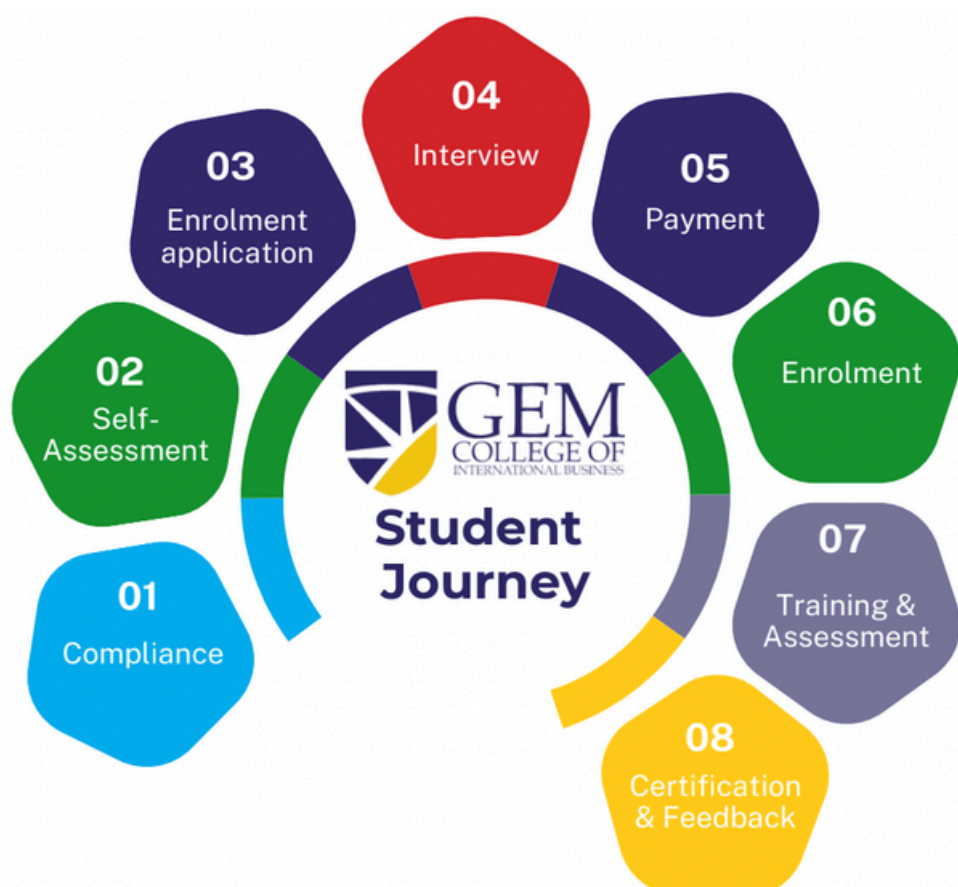 04
Interview
03
Enrolment
application
05
Payment
02
Self-
Assessment
06
Enrolment
GEM
COLLEGE OF
INTERNATIONAL BUSINESS
Student
Journey
01
Compliance
07
Training &
Assessment
08
Certification
& Feedback